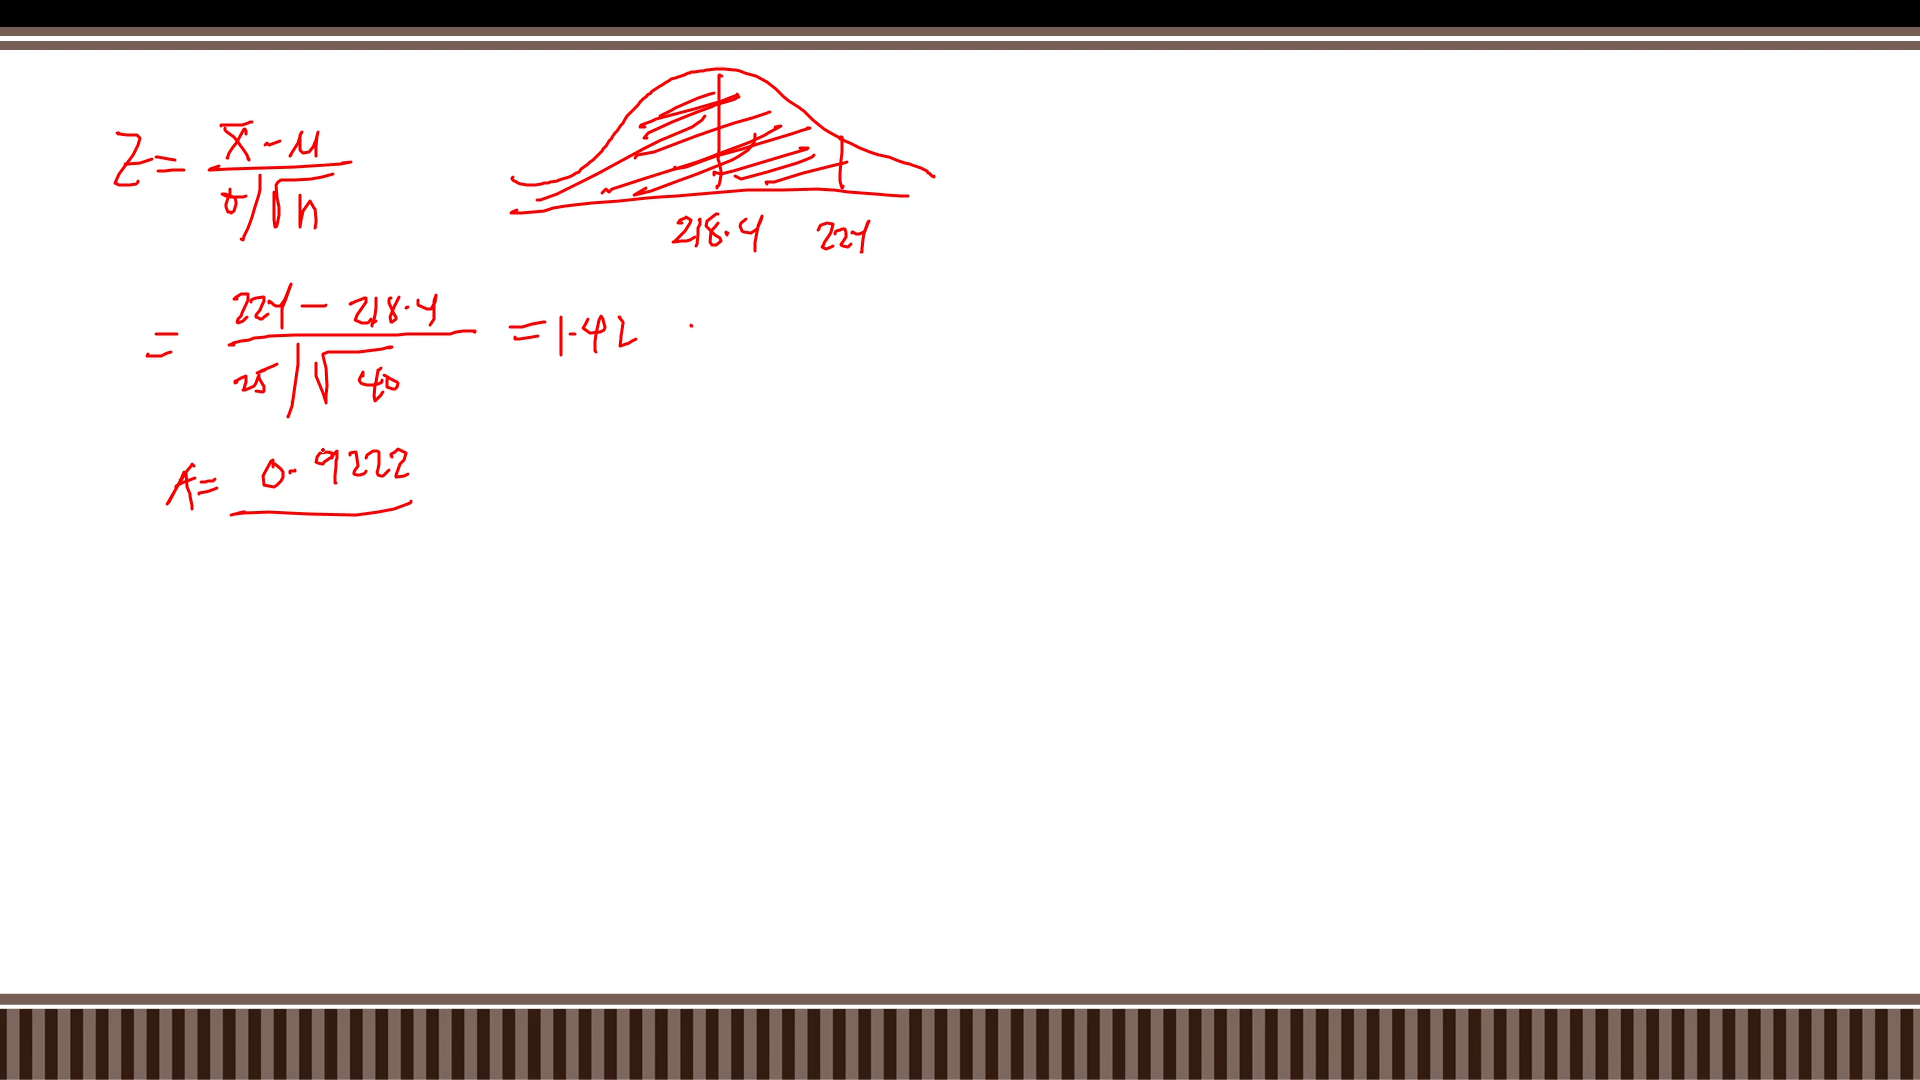 Z = (x̄ - μ) / (σ/√n)
218.4 224
= (224 - 218.4) / (25/√40) = 1.42
A = 0.9222